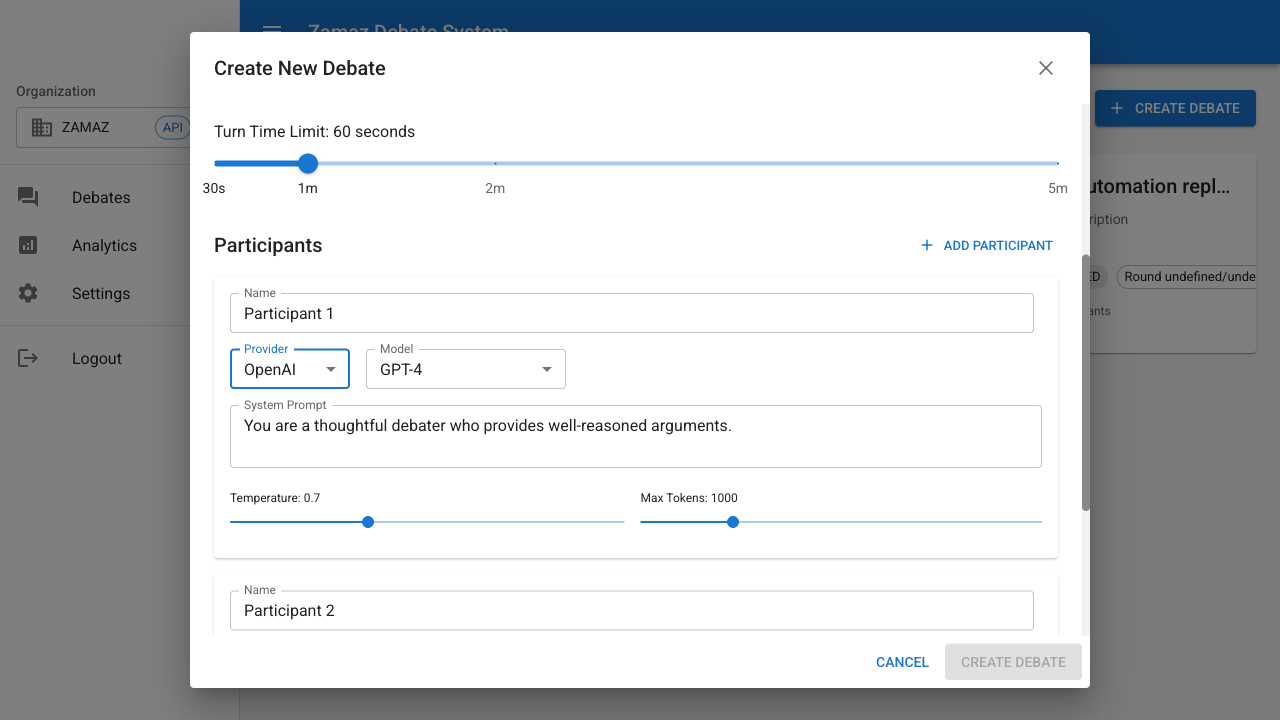 Zamaz Debate System
Create New Debate
Organization
ZAMAZ
API
CREATE DEBATE
Turn Time Limit: 60 seconds
30s 1m 2m 5m
Debates
Analytics
Settings
Logout
Participants
ADD PARTICIPANT
Name
Participant 1
Provider Model
OpenAI GPT-4
System Prompt
You are a thoughtful debater who provides well-reasoned arguments.
Temperature: 0.7 Max Tokens: 1000
Name
Participant 2
CANCEL CREATE DEBATE
utomation repl...
ription
ED
Round undefined/unde
ants